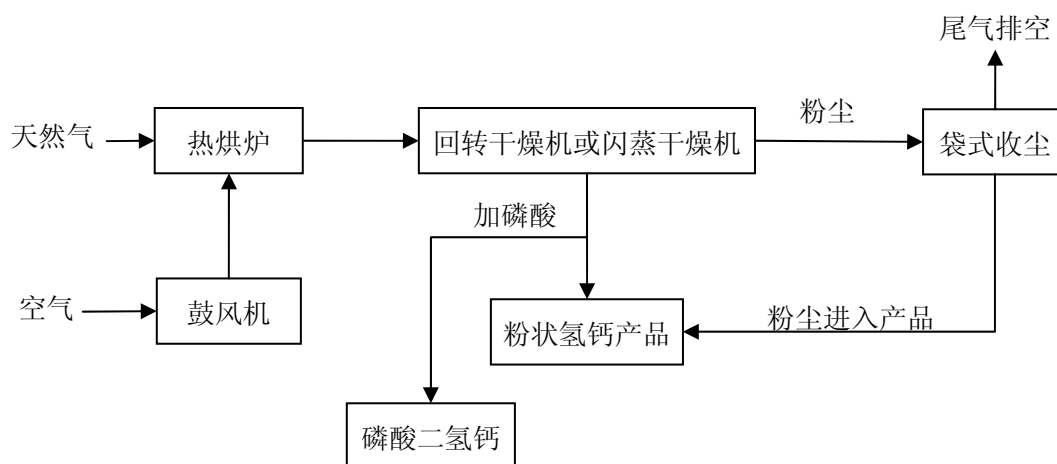 尾气排空
天然气
热烘炉
回转干燥机或闪蒸干燥机
粉尘
袋式收尘
加磷酸
空气
鼓风机
粉状氢钙产品
粉尘进入产品
磷酸二氢钙